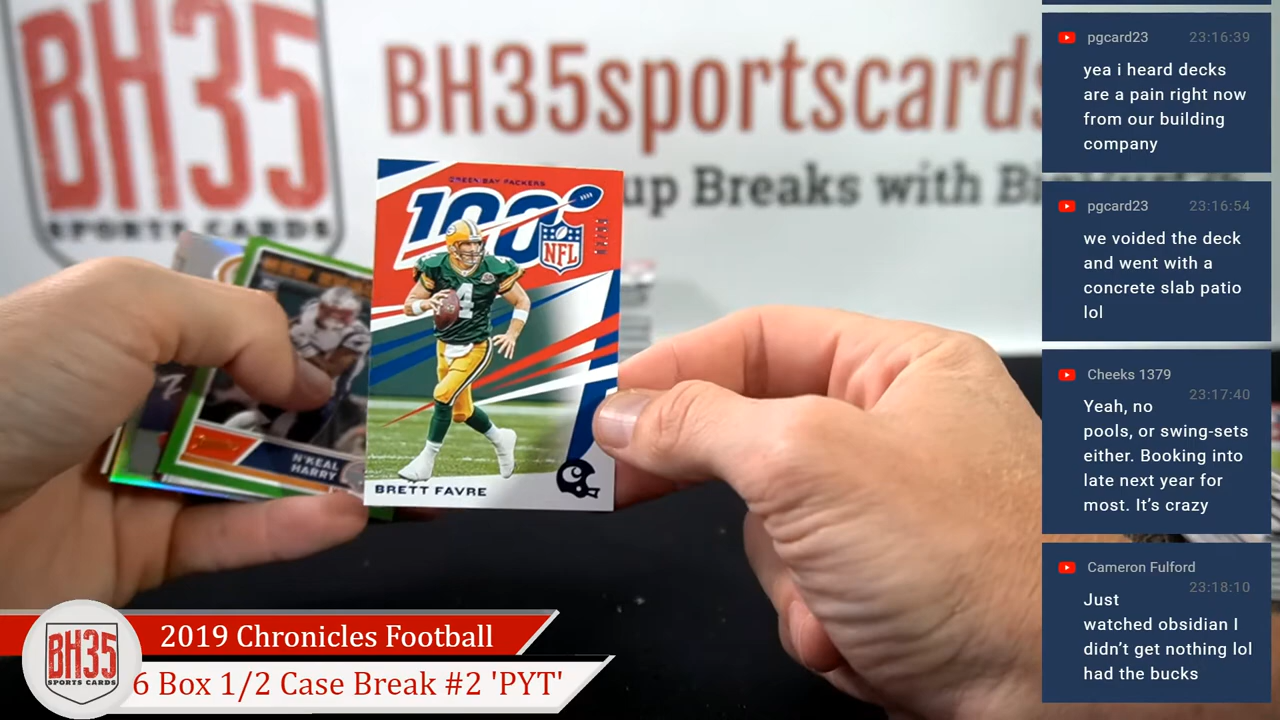 BH35
SPORTS CARDS
BH35sportscards
up Breaks with
GREEN BAY PACKERS
100
NFL
4
BRETT FAVRE
N'KEAL
HARRY
2019 Chronicles Football
6 Box 1/2 Case Break #2 'PYT'
BH35
SPORTS CARDS
pgcard23 23:16:39
yea i heard decks
are a pain right now
from our building
company
pgcard23 23:16:54
we voided the deck
and went with a
concrete slab patio
lol
Cheeks 1379
23:17:40
Yeah, no
pools, or swing-sets
either. Booking into
late next year for
most. It's crazy
Cameron Fulford
23:18:10
Just
watched obsidian I
didn't get nothing lol
had the bucks